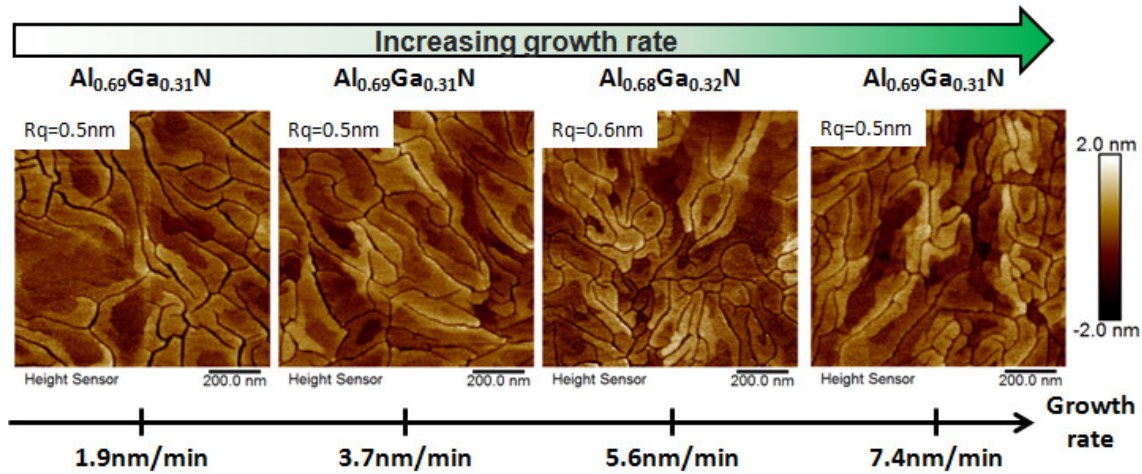 Increasing growth rate
Al0.69Ga0.31N Al0.69Ga0.31N Al0.68Ga0.32N Al0.69Ga0.31N
Rq=0.5nm Rq=0.5nm Rq=0.6nm Rq=0.5nm
2.0 nm
-2.0 nm
Height Sensor 200.0 nm Height Sensor 200.0 nm Height Sensor 200.0 nm Height Sensor 200.0 nm
Growth
rate
1.9nm/min 3.7nm/min 5.6nm/min 7.4nm/min